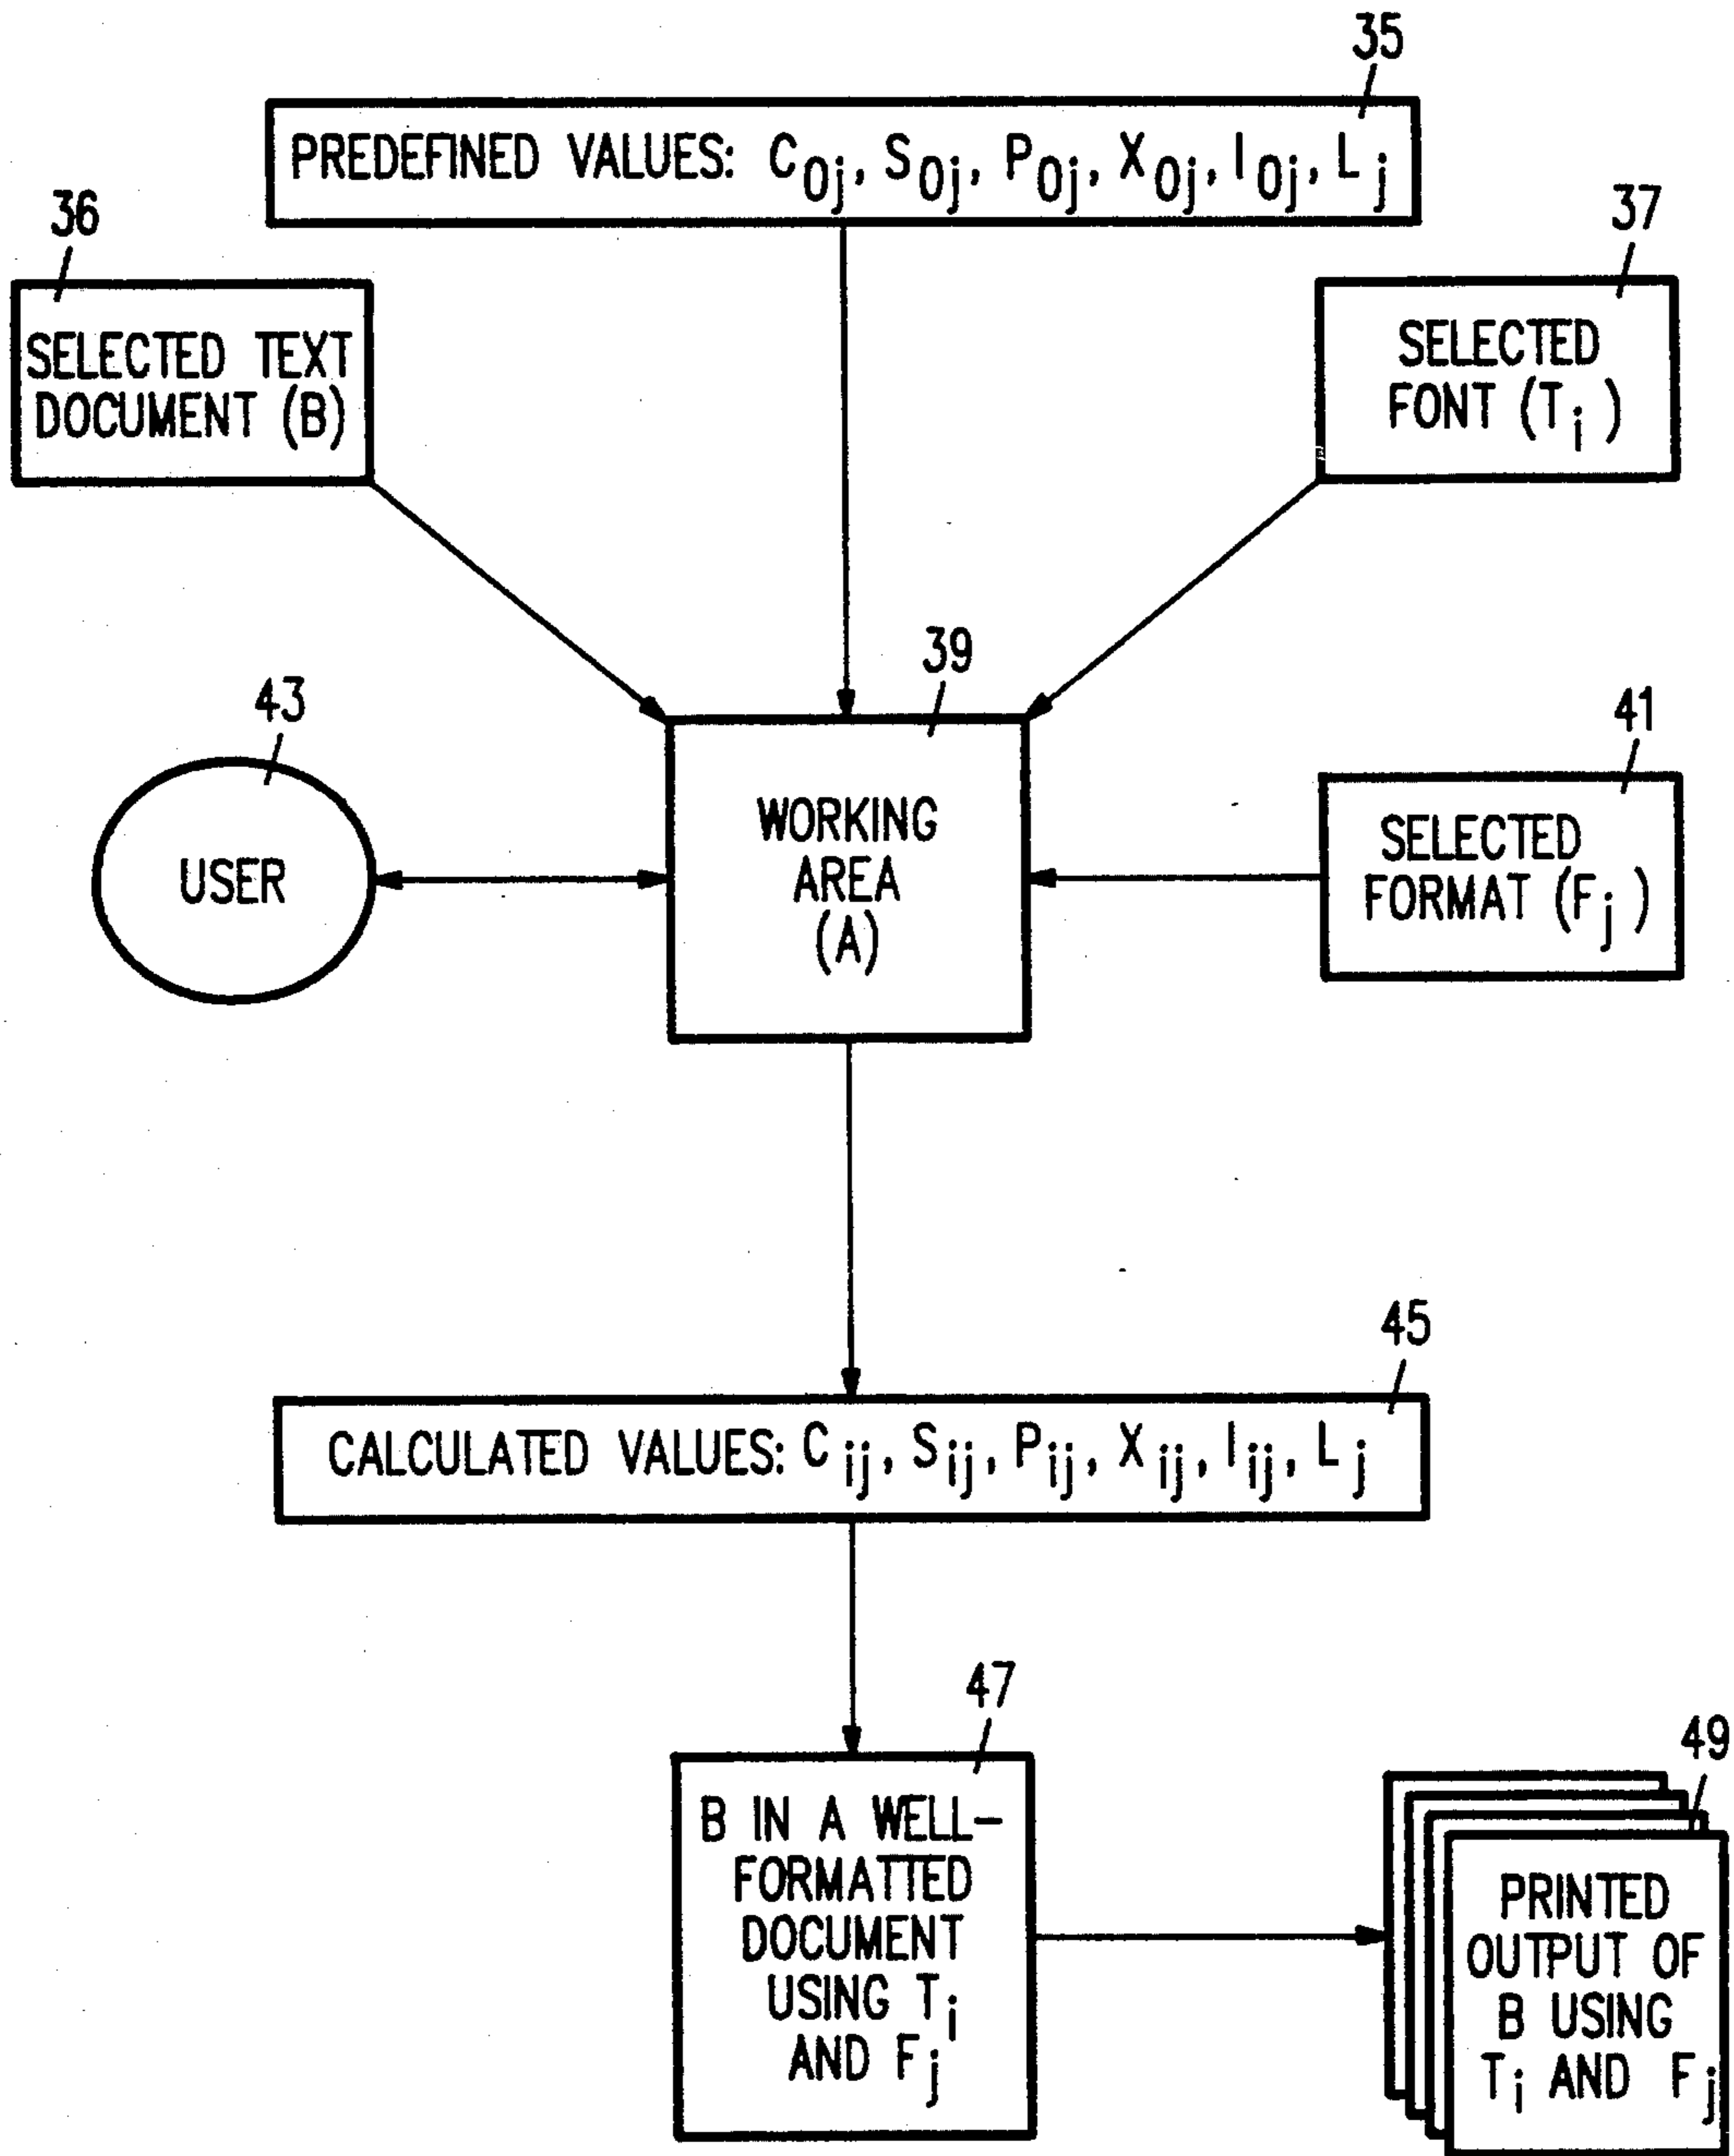 35
PREDEFINED VALUES: C0j, S0j, P0j, X0j, I0j, Lj
36
SELECTED TEXT
DOCUMENT (B)
37
SELECTED
FONT (Ti)
39
WORKING
AREA
(A)
43
USER
41
SELECTED
FORMAT (Fj)
45
CALCULATED VALUES: Cij, Sij, Pij, Xij, Iij, Lj
47
B IN A WELL-
FORMATTED
DOCUMENT
USING Ti
AND Fj
49
PRINTED
OUTPUT OF
B USING
Ti AND Fj